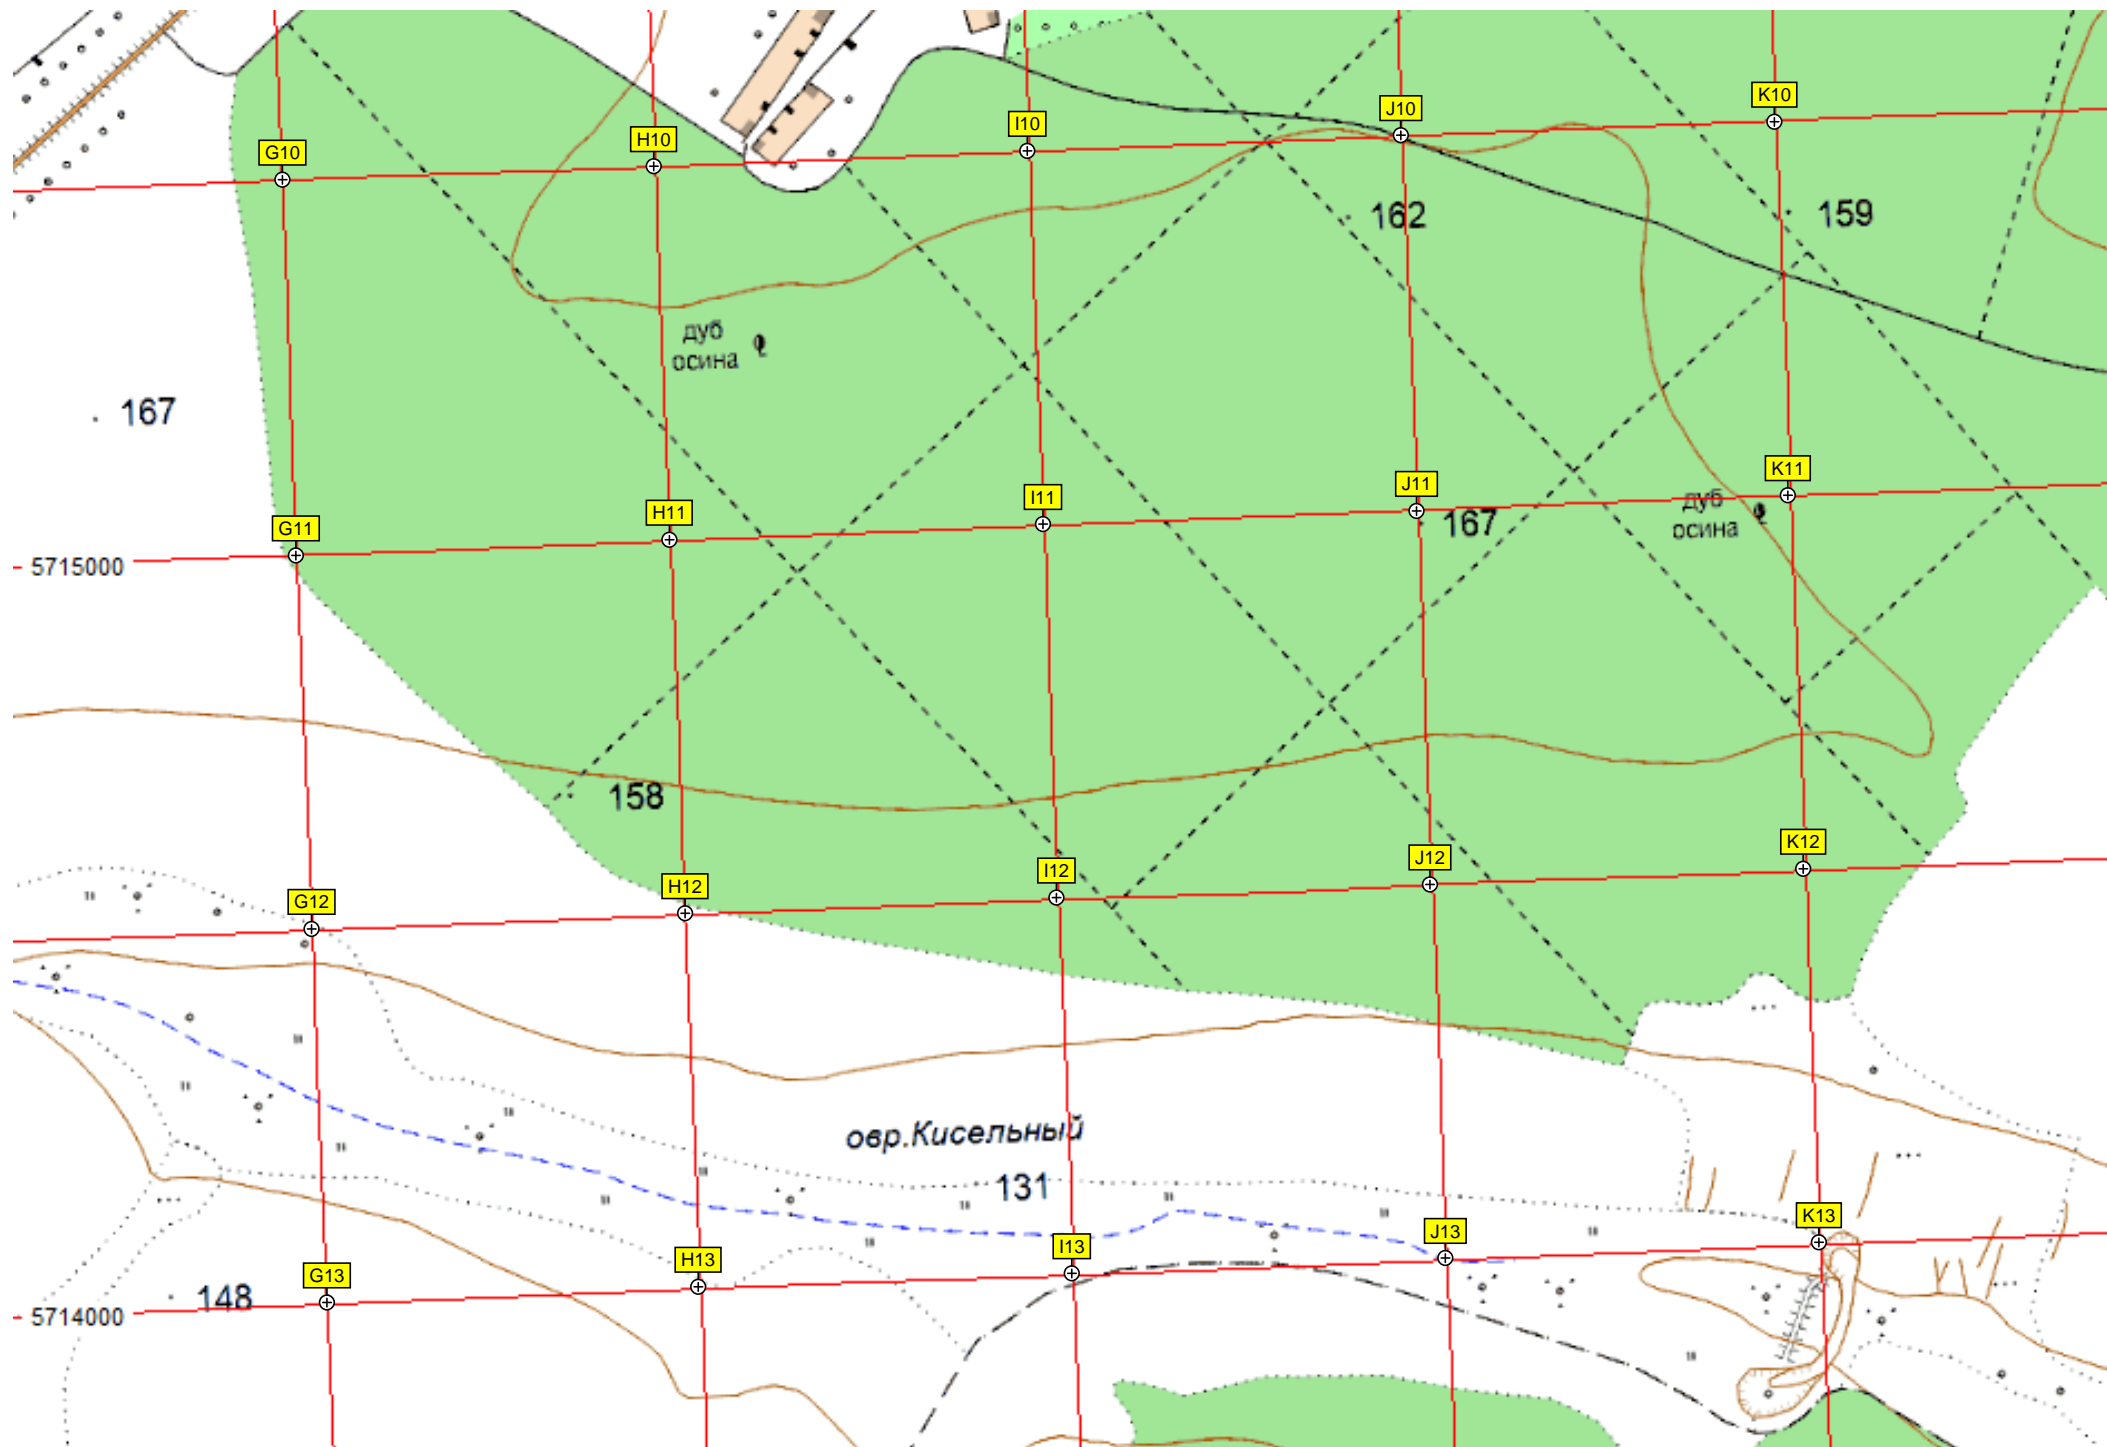 K10
J10
I10
H10
G10
162
159
дуб
осина
167
K11
J11
I11
H11
G11
дуб
осина
167
5715000
158
K12
J12
I12
H12
G12
овр.Кисельный
131
K13
J13
I13
H13
G13
148
5714000